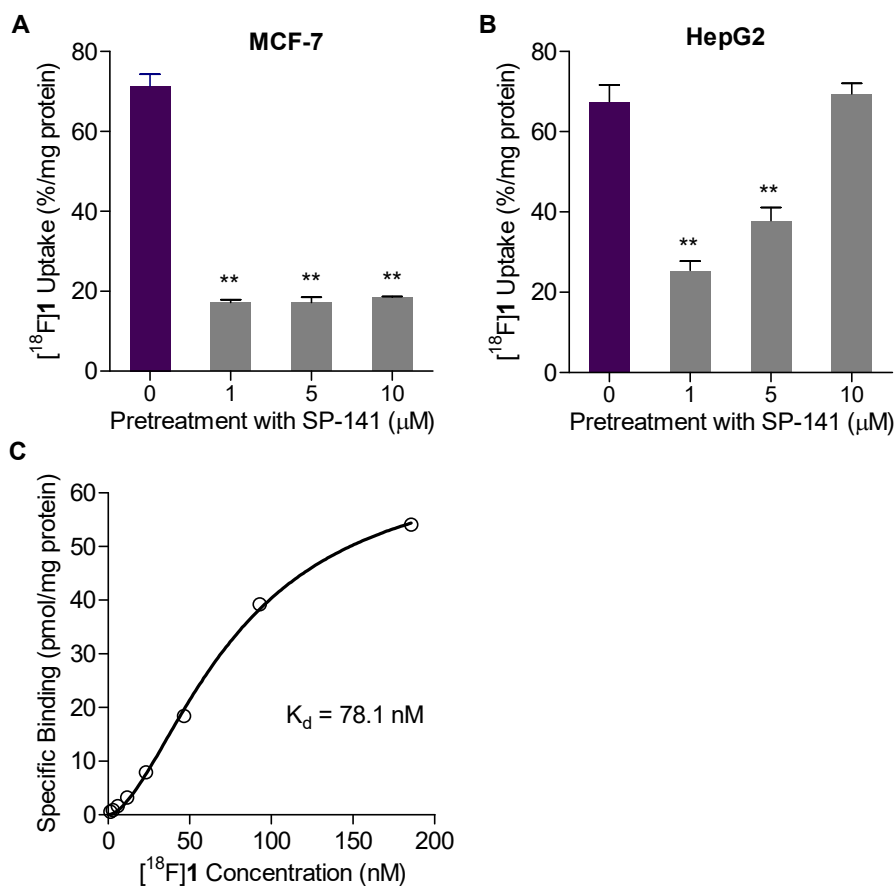 A
MCF-7
[¹⁸F]1 Uptake (%/mg protein)
80
60
40
20
0
**
**
**
0 1 5 10
Pretreatment with SP-141 (μM)
B
HepG2
[¹⁸F]1 Uptake (%/mg protein)
80
60
40
20
0
**
**
0 1 5 10
Pretreatment with SP-141 (μM)
C
Specific Binding (pmol/mg protein)
60
50
40
30
20
10
0
K_d = 78.1 nM
0 50 100 150 200
[¹⁸F]1 Concentration (nM)